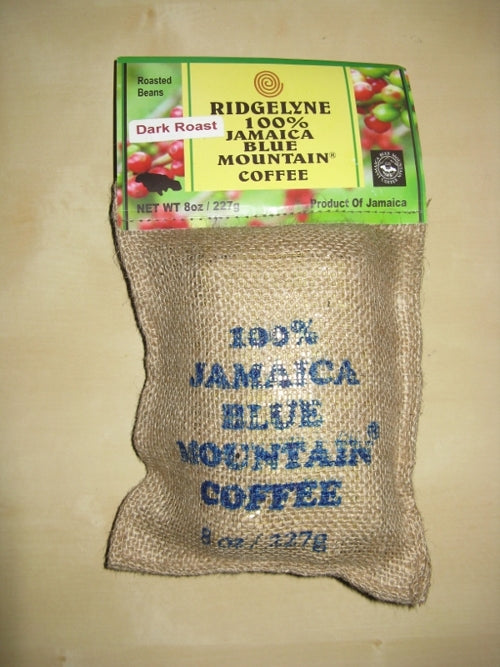 Roasted
Beans
Dark Roast
RIDGELYNE
100%
JAMAICA
BLUE
MOUNTAIN®
COFFEE
NET WT 8oz / 227g
Product Of Jamaica
100%
JAMAICA
BLUE
MOUNTAIN®
COFFEE
8 oz / 227g